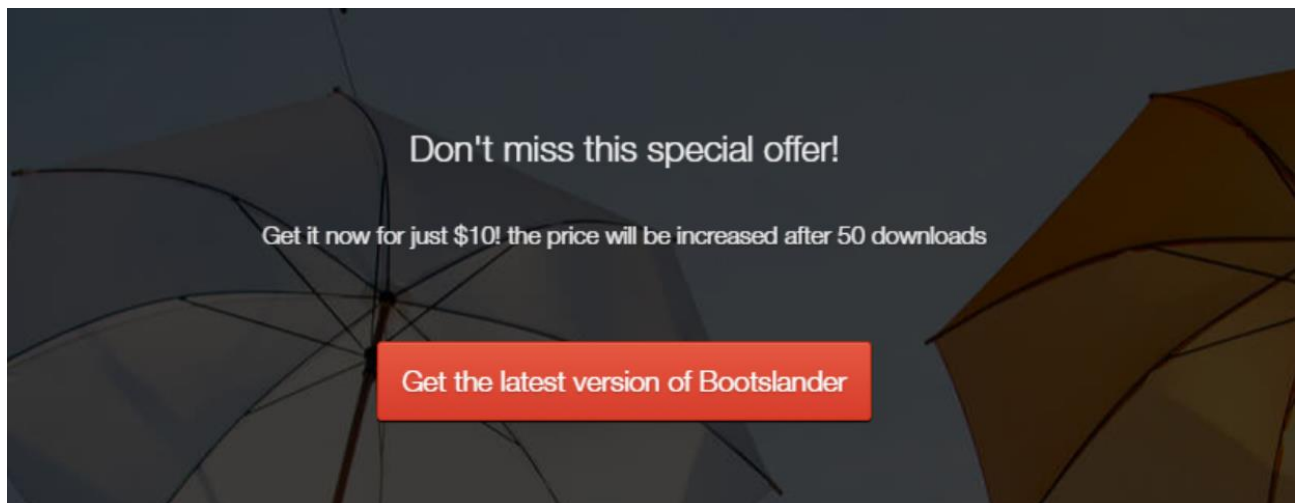 Don't miss this special offer!
Get it now for just $10! the price will be increased after 50 downloads
Get the latest version of Bootslander